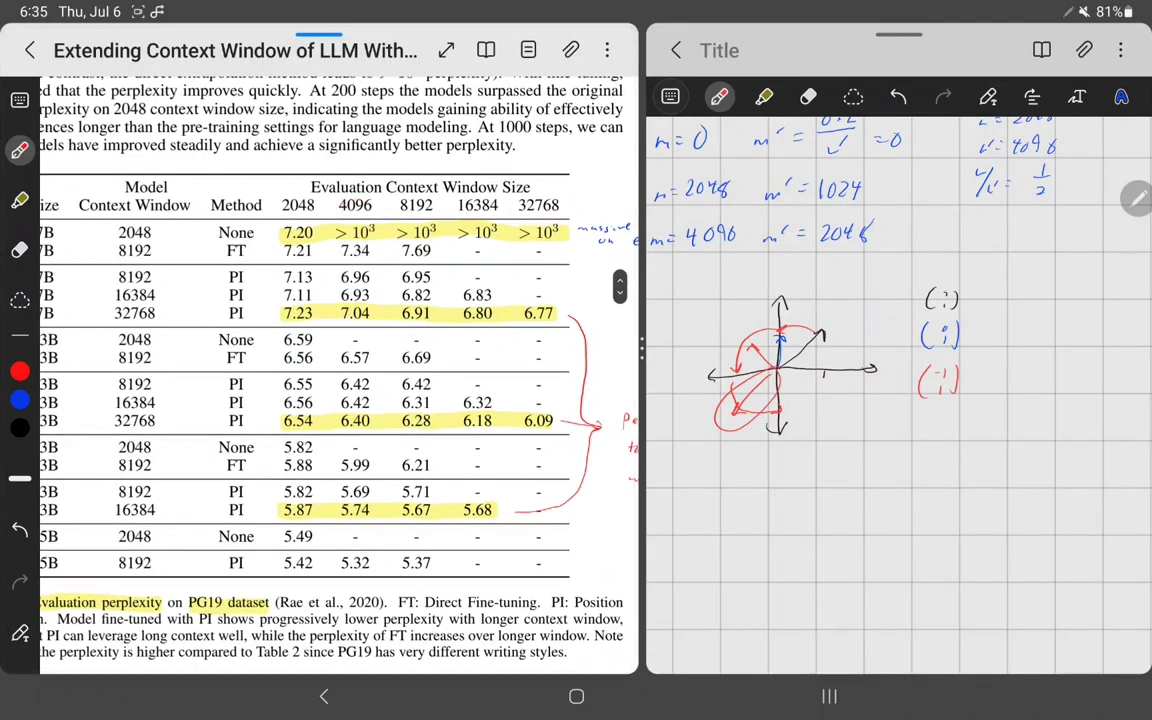 6:35 Thu, Jul 6 81%
Extending Context Window of LLM With...
contrast, the direct extrapolation method leads to
ed that the perplexity improves quickly. At 200 steps the models surpassed the original
rplexity on 2048 context window size, indicating the models gaining ability of effectively
ences longer than the pre-training settings for language modeling. At 1000 steps, we can
dels have improved steadily and achieve a significantly better perplexity.
Model Evaluation Context Window Size
ize Context Window Method 2048 4096 8192 16384 32768
7B 2048 None 7.20 > 10³ > 10³ > 10³ > 10³ massive
7B 8192 FT 7.21 7.34 7.69 - - on
7B 8192 PI 7.13 6.96 6.95 - -
7B 16384 PI 7.11 6.93 6.82 6.83 -
7B 32768 PI 7.23 7.04 6.91 6.80 6.77
3B 2048 None 6.59 - - - -
3B 8192 FT 6.56 6.57 6.69 - -
3B 8192 PI 6.55 6.42 6.42 - -
3B 16384 PI 6.56 6.42 6.31 6.32 -
3B 32768 PI 6.54 6.40 6.28 6.18 6.09
3B 2048 None 5.82 - - - -
3B 8192 FT 5.88 5.99 6.21 - -
3B 8192 PI 5.82 5.69 5.71 - -
3B 16384 PI 5.87 5.74 5.67 5.68 -
5B 2048 None 5.49 - - - -
5B 8192 PI 5.42 5.32 5.37 - -
Evaluation perplexity on PG19 dataset (Rae et al., 2020). FT: Direct Fine-tuning. PI: Position
n. Model fine-tuned with PI shows progressively lower perplexity with longer context window,
t PI can leverage long context well, while the perplexity of FT increases over longer window. Note
the perplexity is higher compared to Table 2 since PG19 has very different writing styles.
Title
m=0 m' = 0·L/L' =0
L'=4096
L/L' = 1/2
m=2048 m'=1024
m=4096 m'=2048